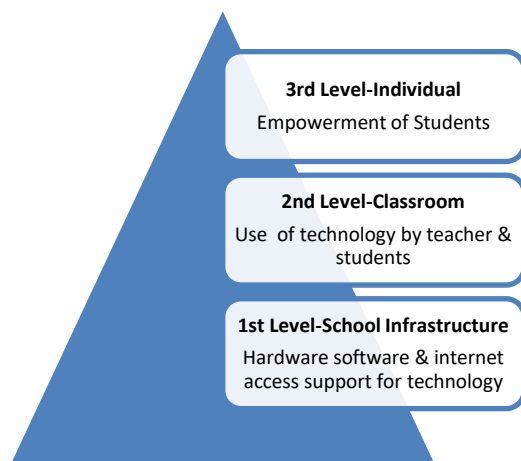 3rd Level-Individual
Empowerment of Students
2nd Level-Classroom
Use of technology by teacher &
students
1st Level-School Infrastructure
Hardware software & internet
access support for technology